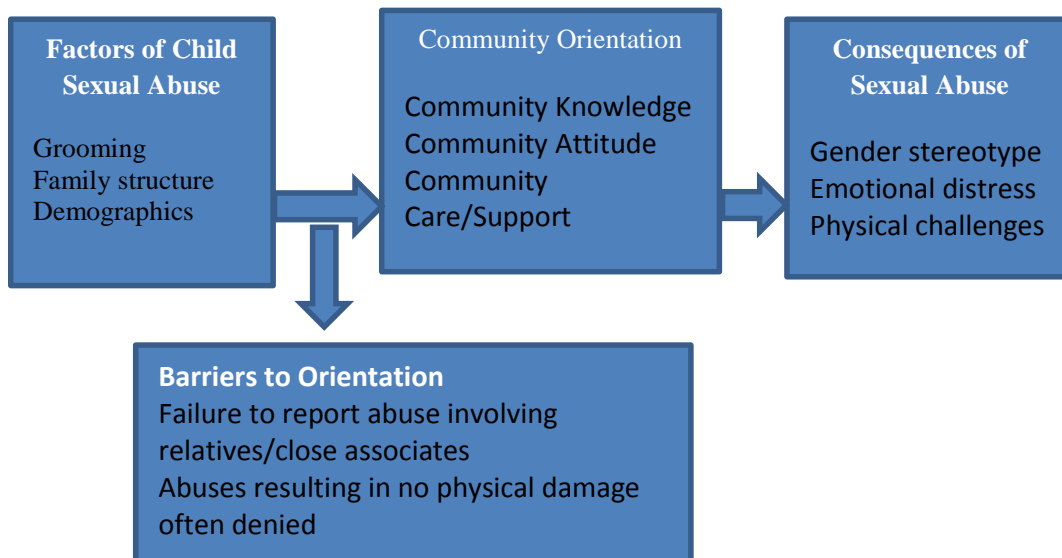 Factors of Child
Sexual Abuse
Grooming
Family structure
Demographics
Community Orientation
Community Knowledge
Community Attitude
Community
Care/Support
Consequences of
Sexual Abuse
Gender stereotype
Emotional distress
Physical challenges
Barriers to Orientation
Failure to report abuse involving
relatives/close associates
Abuses resulting in no physical damage
often denied